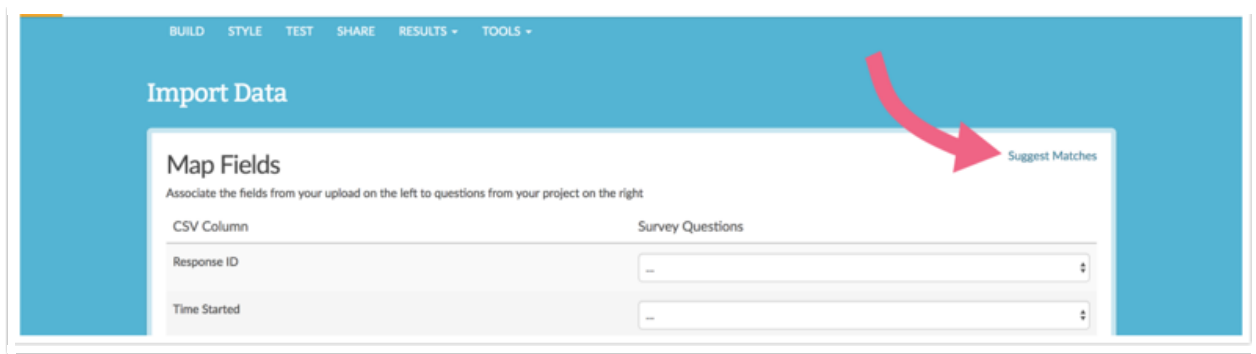 BUILD STYLE TEST SHARE RESULTS TOOLS
Import Data
Map Fields
Suggest Matches
Associate the fields from your upload on the left to questions from your project on the right
CSV Column Survey Questions
Response ID ...
Time Started ...